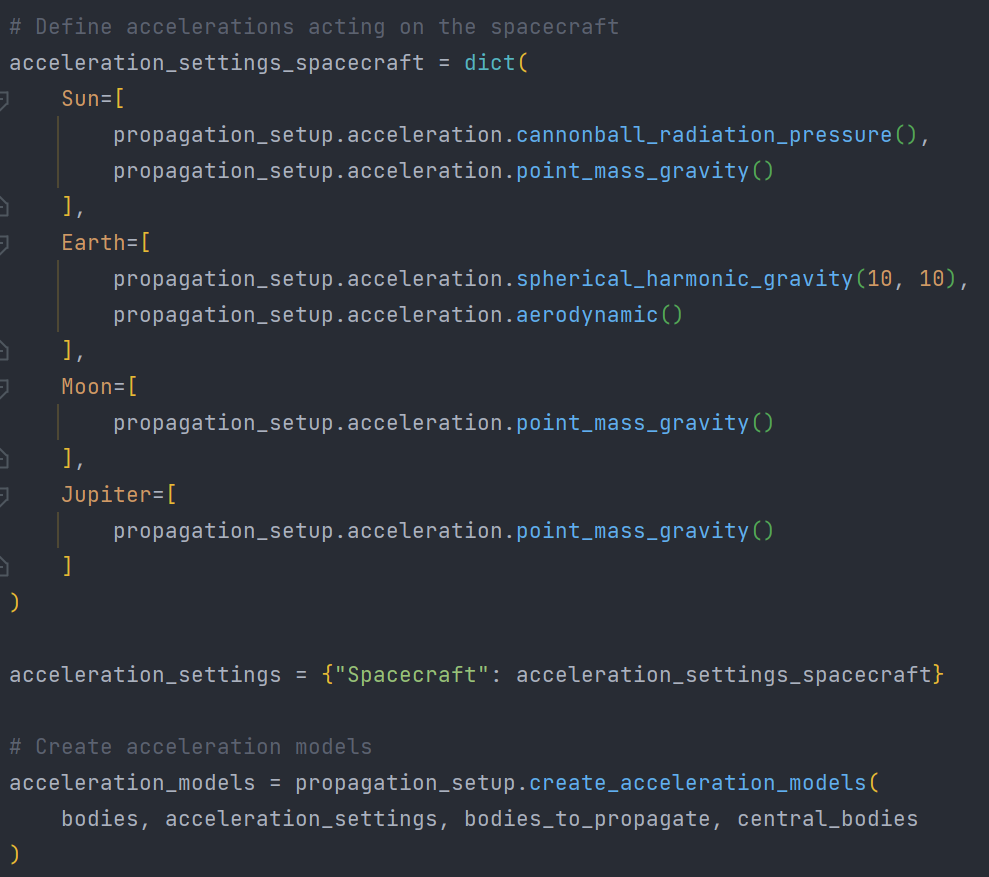 # Define accelerations acting on the spacecraft
acceleration_settings_spacecraft = dict(
    Sun=[
        propagation_setup.acceleration.cannonball_radiation_pressure(),
        propagation_setup.acceleration.point_mass_gravity()
    ],
    Earth=[
        propagation_setup.acceleration.spherical_harmonic_gravity(10, 10),
        propagation_setup.acceleration.aerodynamic()
    ],
    Moon=[
        propagation_setup.acceleration.point_mass_gravity()
    ],
    Jupiter=[
        propagation_setup.acceleration.point_mass_gravity()
    ]
)

acceleration_settings = {"Spacecraft": acceleration_settings_spacecraft}

# Create acceleration models
acceleration_models = propagation_setup.create_acceleration_models(
    bodies, acceleration_settings, bodies_to_propagate, central_bodies
)